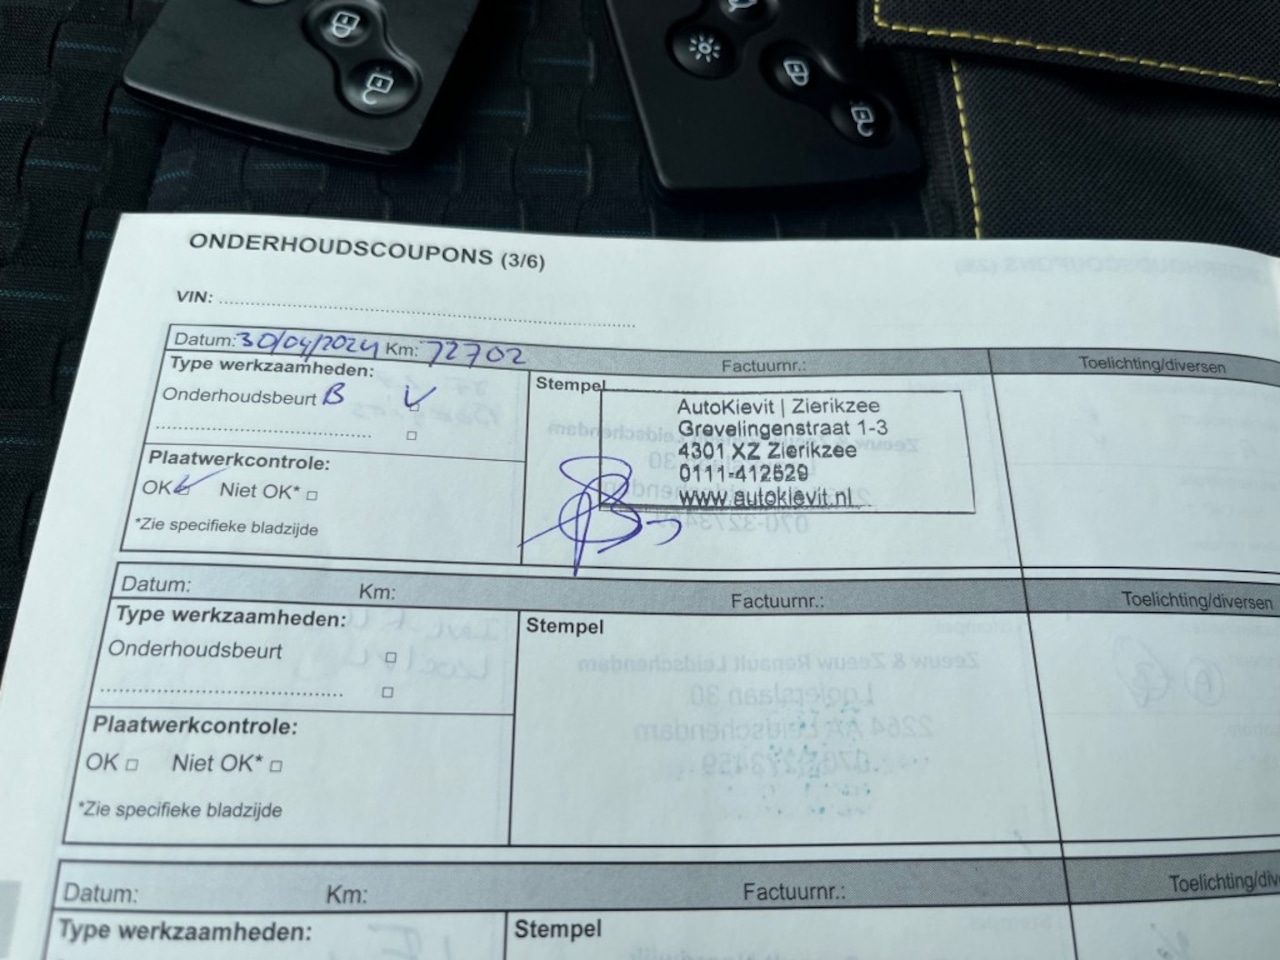 ONDERHOUDSCOUPONS (3/6)
VIN:
Datum: 30/04/2024 Km: 72702 Factuurnr.: Toelichting/diversen
Type werkzaamheden:
Onderhoudsbeurt B
Stempel
AutoKievit | Zierikzee
Grevelingenstraat 1-3
4301 XZ Zierikzee
0111-412529
www.autokievit.nl
Plaatwerkcontrole:
OK Niet OK*
*Zie specifieke bladzijde
Datum: Km: Factuurnr.: Toelichting/diversen
Type werkzaamheden:
Onderhoudsbeurt
Stempel
Plaatwerkcontrole:
OK Niet OK*
*Zie specifieke bladzijde
Datum: Km: Factuurnr.: Toelichting/div
Type werkzaamheden:
Stempel